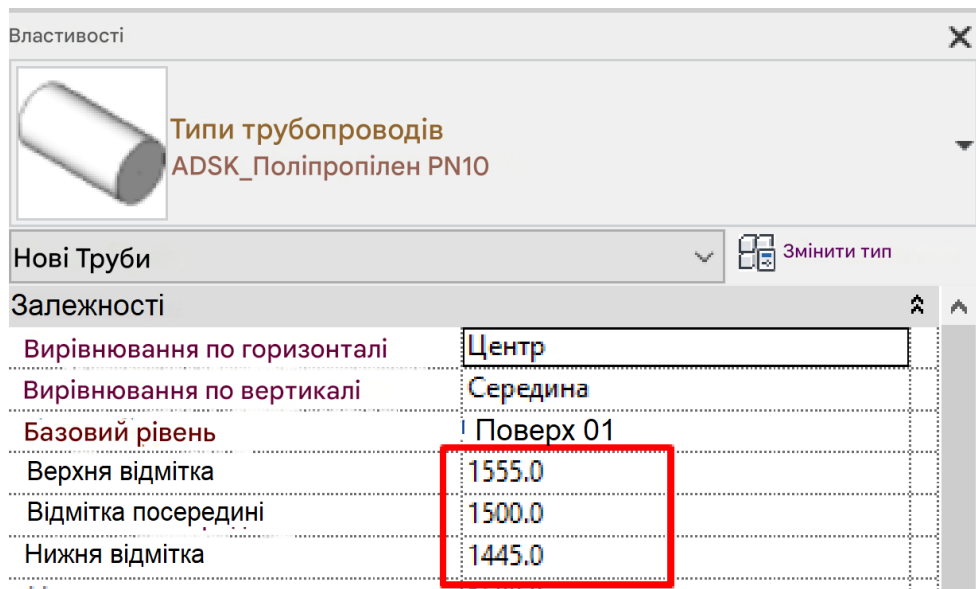 Властивості
Типи трубопроводів
ADSK_Поліпропілен PN10
Нові Труби
Змінити тип
Залежності
Вирівнювання по горизонталі Центр
Вирівнювання по вертикалі Середина
Базовий рівень Поверх 01
Верхня відмітка 1555.0
Відмітка посередині 1500.0
Нижня відмітка 1445.0